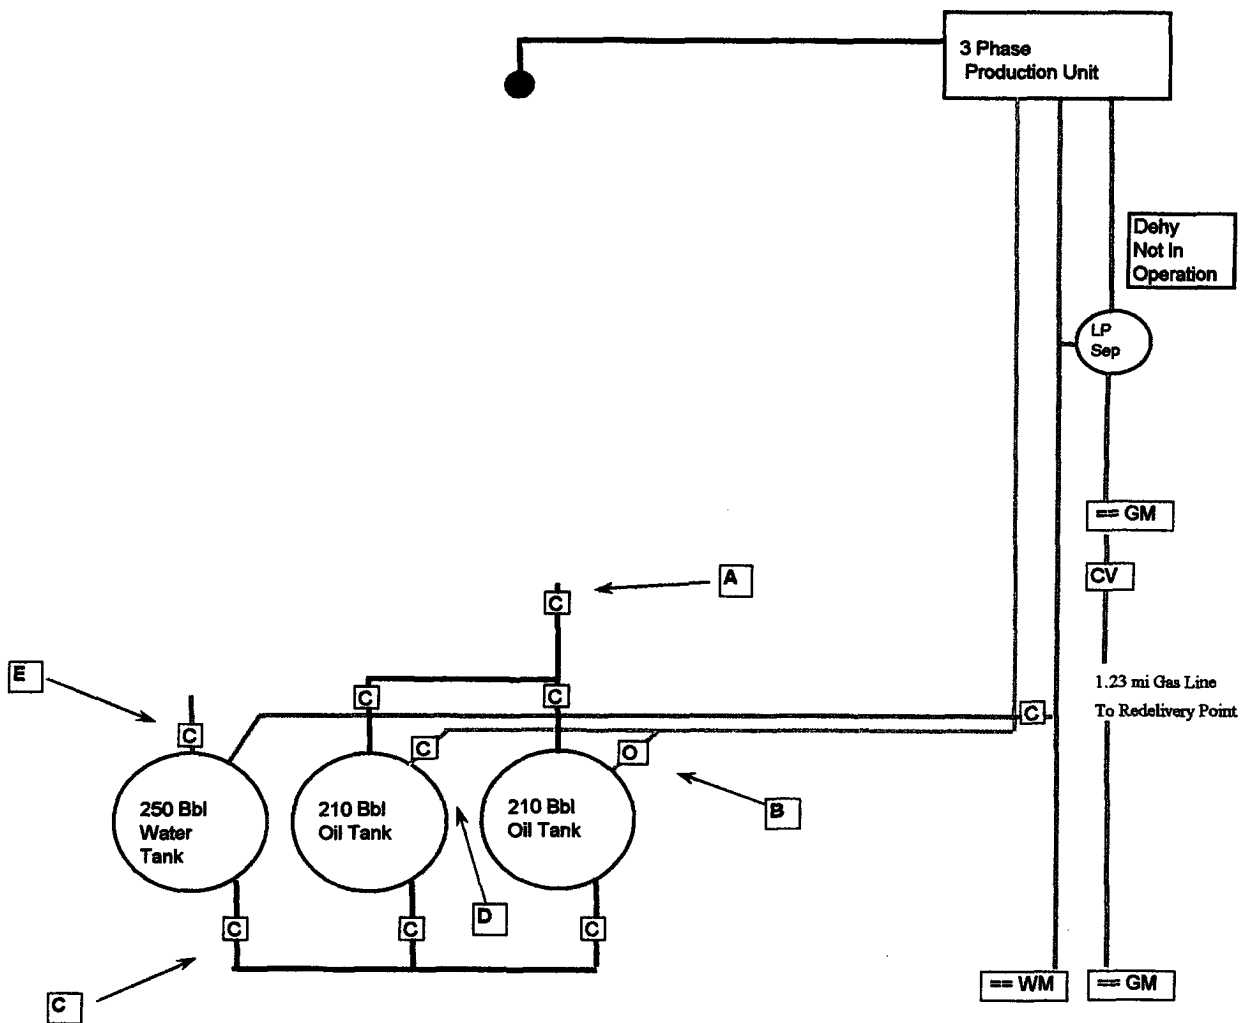 3 Phase
Production Unit
Dehy
Not In
Operation
LP
Sep
== GM
CV
A
C
E
1.23 mi Gas Line
To Redelivery Point
C
C
C
C
C
O
B
250 Bbl
Water
Tank
210 Bbl
Oil Tank
210 Bbl
Oil Tank
D
C
C
C
C
== WM
== GM